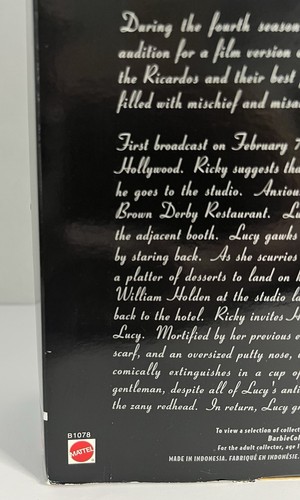 During the fourth season
audition for a film version o
the Ricardos and their best
filled with mischief and misa
First broadcast on February 7
Hollywood. Ricky suggests tha
he goes to the studio. Anxiou
Brown Derby Restaurant. Lu
the adjacent booth. Lucy gawks
by staring back. As she scurries
a platter of desserts to land on h
William Holden at the studio la
back to the hotel. Ricky invites H
Lucy. Mortified by her previous e
scarf, and an oversized putty nose, a
comically extinguishes in a cup of
gentleman, despite all of Lucy's anti
the zany redhead. In return, Lucy g
To view a selection of collect
BarbieCol
For the adult collector, age 1
MADE IN INDONESIA. FABRIQUÉ EN INDONÉSIE.
B1078
MATTEL